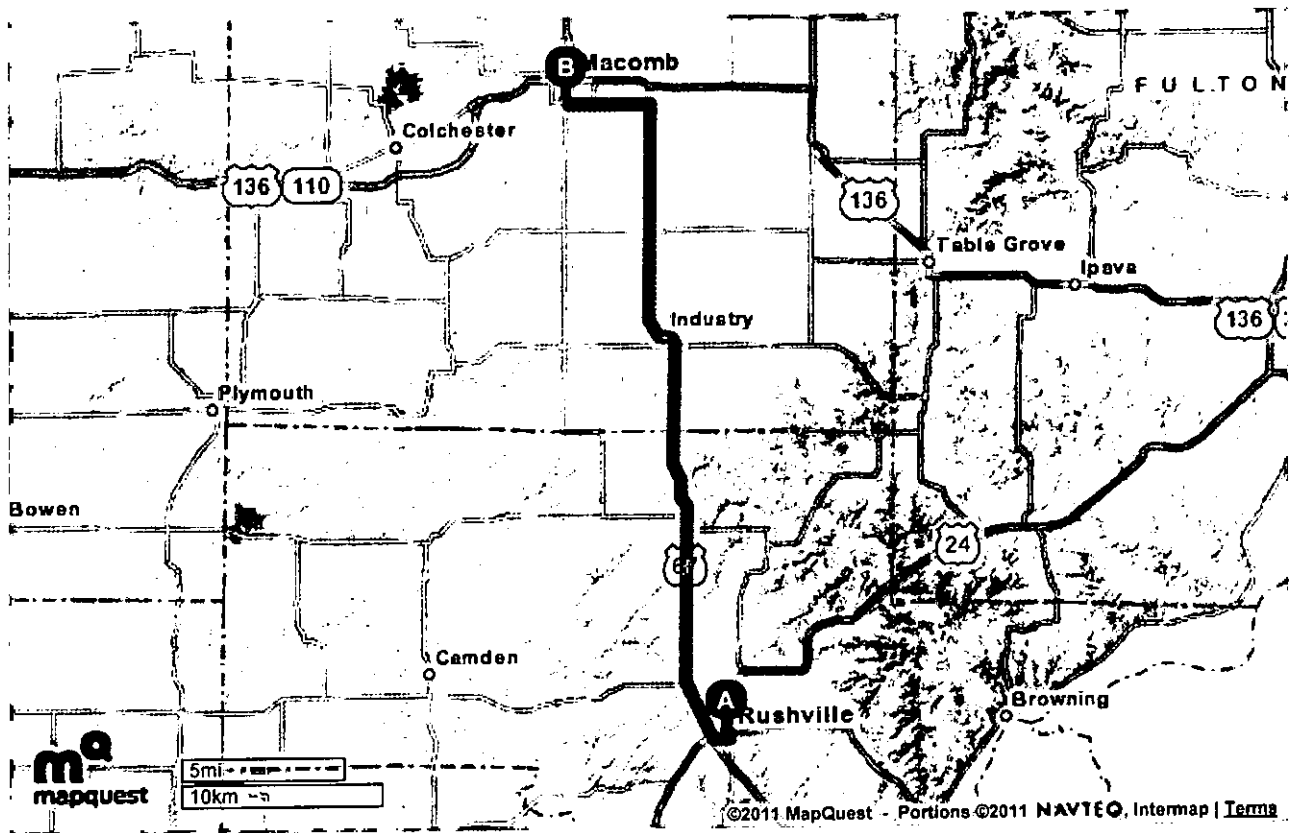 B
Macomb
FULTON
Colchester
136
110
136
Table Grove
Ipava
136
Industry
Plymouth
Bowen
24
67
Camden
A
Rushville
Browning
mapquest
5mi
10km
©2011 MapQuest - Portions ©2011 NAVTEQ, Intermap | Terms